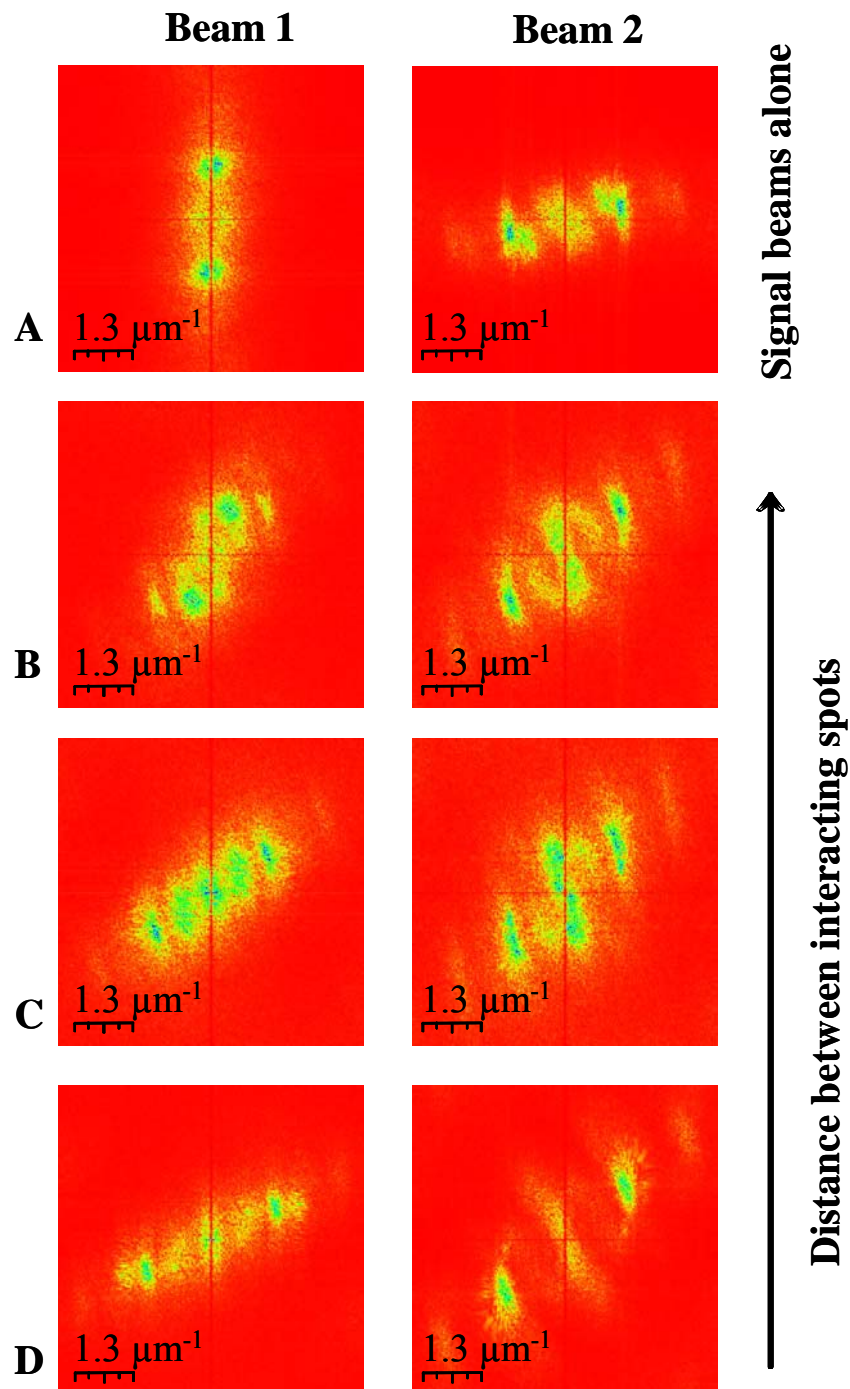 Beam 1
Beam 2
Signal beams alone
A
1.3 µm-1
1.3 µm-1
B
1.3 µm-1
1.3 µm-1
C
1.3 µm-1
1.3 µm-1
D
1.3 µm-1
1.3 µm-1
Distance between interacting spots